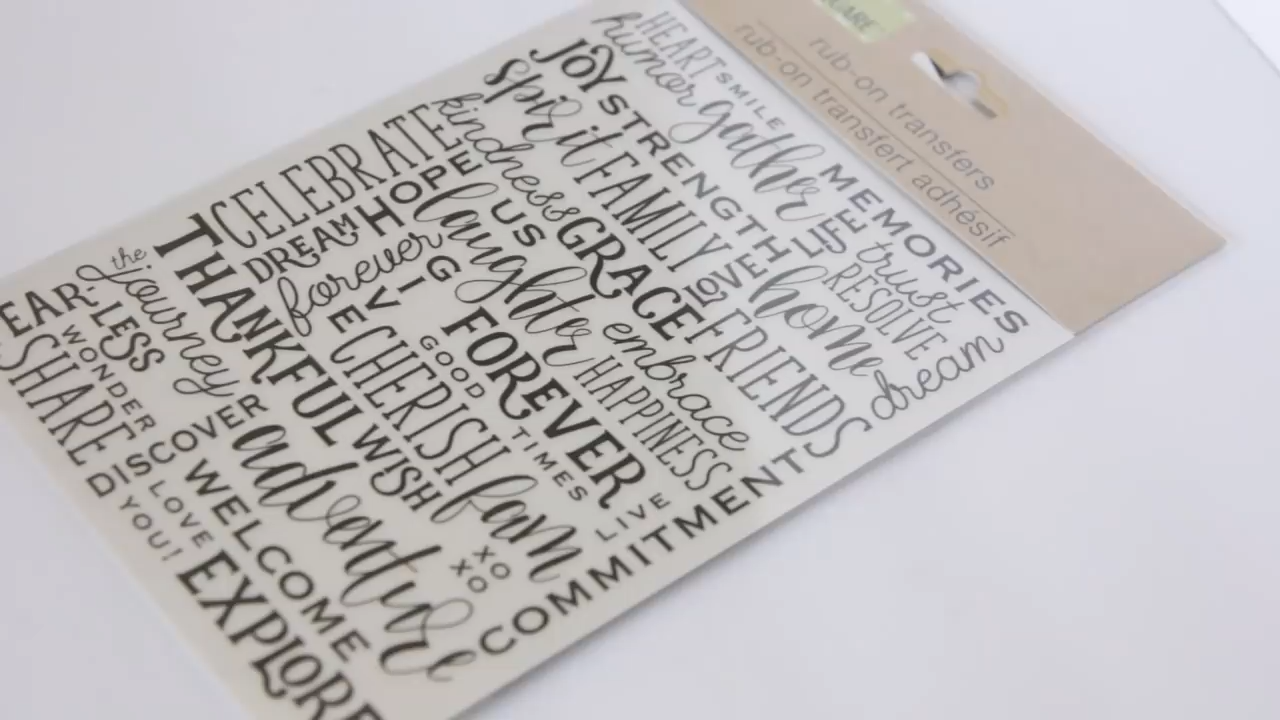 rub-on transfers
rub-on transfert adhésif
HEART
humor
SMILE
JOY
STRENGTH
gather
MEMORIES
spirit
FAMILY
LIFE
trust
CELEBRATE
kindness
LOVE
home
RESOLVE
HOPE
US
GRACE
FRIENDS
dream
DREAM
laughter
forever
GIVE
embrace
THANKFUL
CHERISH
GOOD
FOREVER
HAPPINESS
the
Journey
TIMES
LIVE
COMMITMENT
LESS
WONDER
SHARE
DISCOVER
WISH
fam
adventure
XO
XO
LOVE
YOU!
WELCOME
EXPLORE